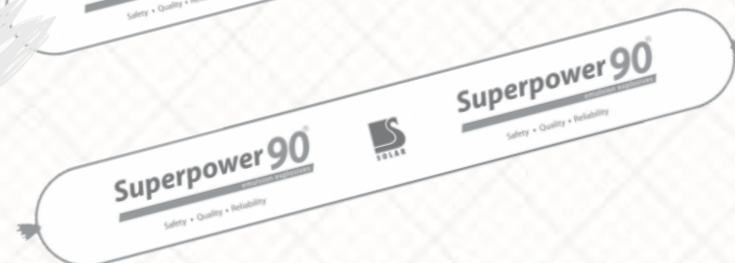 Safety • Quality •
Superpower 90®
emulsion explosives
Safety • Quality • Reliability
SOLAR
Superpower 90®
emulsion explosives
Safety • Quality • Reliability